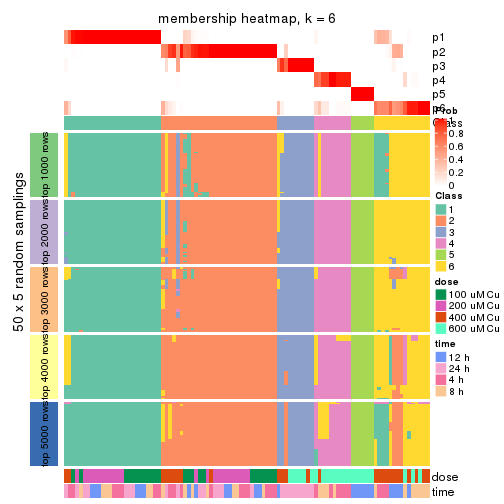 membership heatmap, k = 6
p1
p2
p3
p4
p5
p6
Class
Prob
0.8
0.6
0.4
0.2
0
Class
1
2
3
4
5
6
dose
100 uM Cu
200 uM Cu
400 uM Cu
600 uM Cu
time
12 h
24 h
4 h
8 h
50 x 5 random samplings
top 1000 rows
top 2000 rows
top 3000 rows
top 4000 rows
top 5000 rows
dose
time